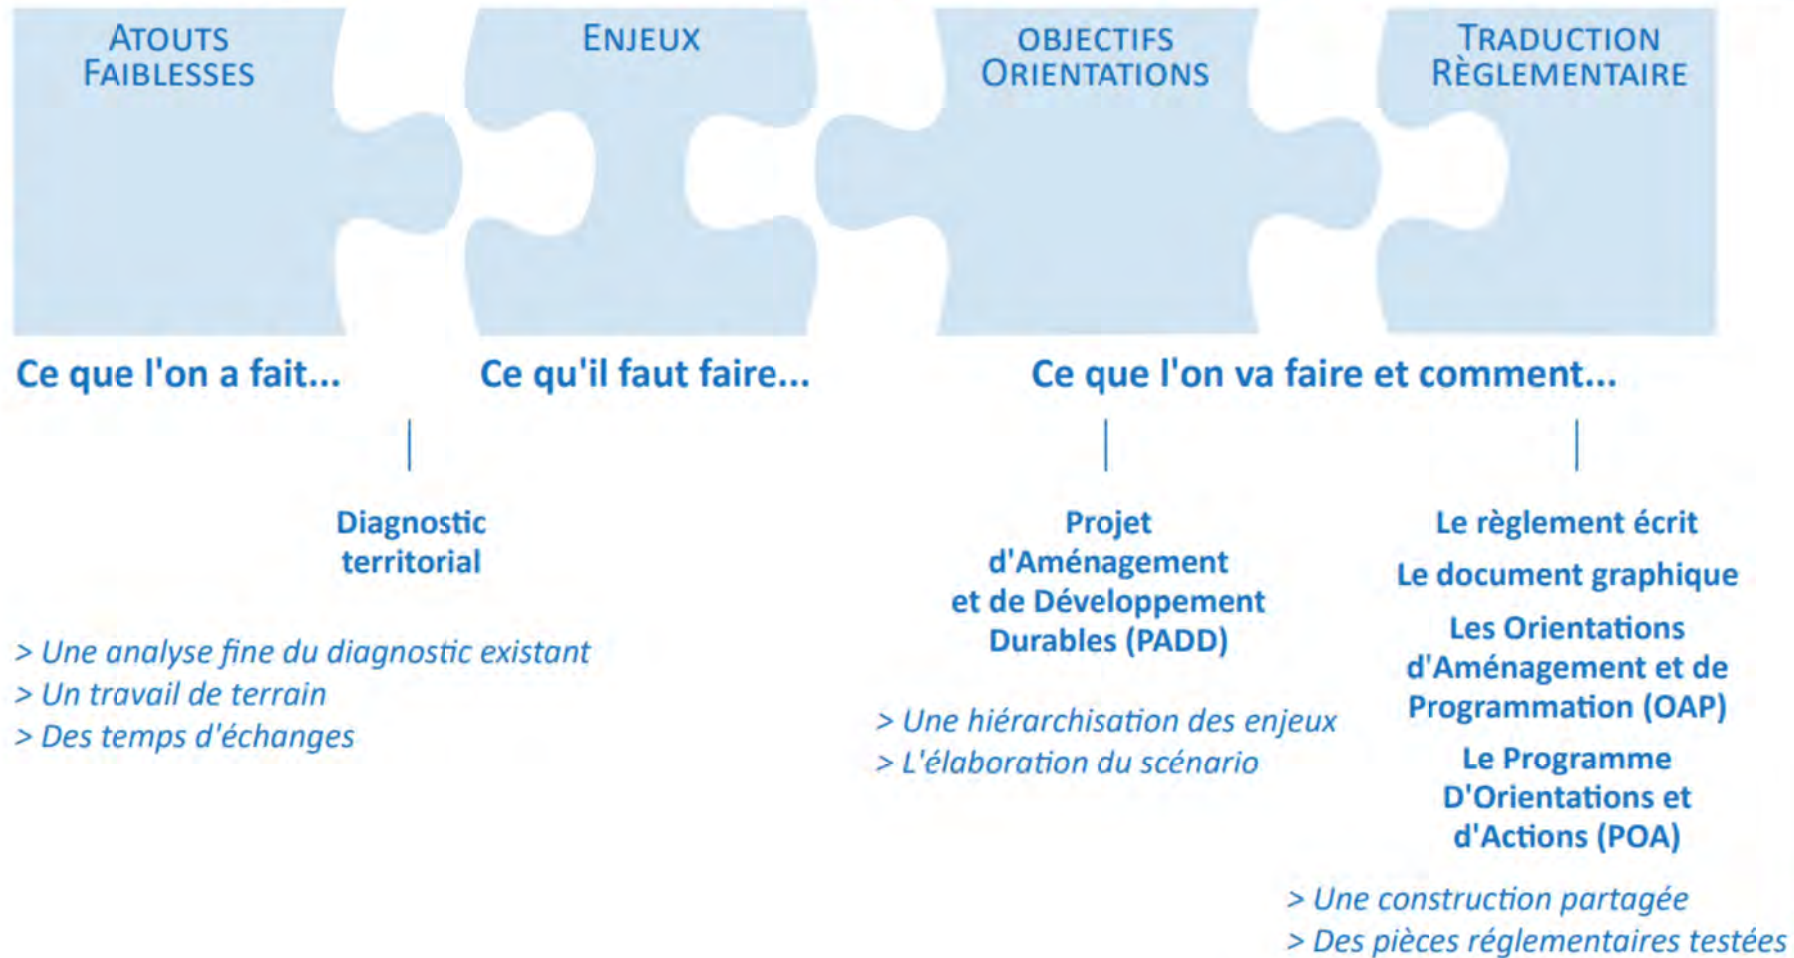 ATOUTS
FAIBLESSES
ENJEUX
OBJECTIFS
ORIENTATIONS
TRADUCTION
RÈGLEMENTAIRE
Ce que l'on a fait...
Ce qu'il faut faire...
Ce que l'on va faire et comment...
Diagnostic
territorial
> Une analyse fine du diagnostic existant
> Un travail de terrain
> Des temps d'échanges
Projet
d'Aménagement
et de Développement
Durables (PADD)
> Une hiérarchisation des enjeux
> L'élaboration du scénario
Le règlement écrit
Le document graphique
Les Orientations
d'Aménagement et de
Programmation (OAP)
Le Programme
D'Orientations et
d'Actions (POA)
> Une construction partagée
> Des pièces réglementaires testées